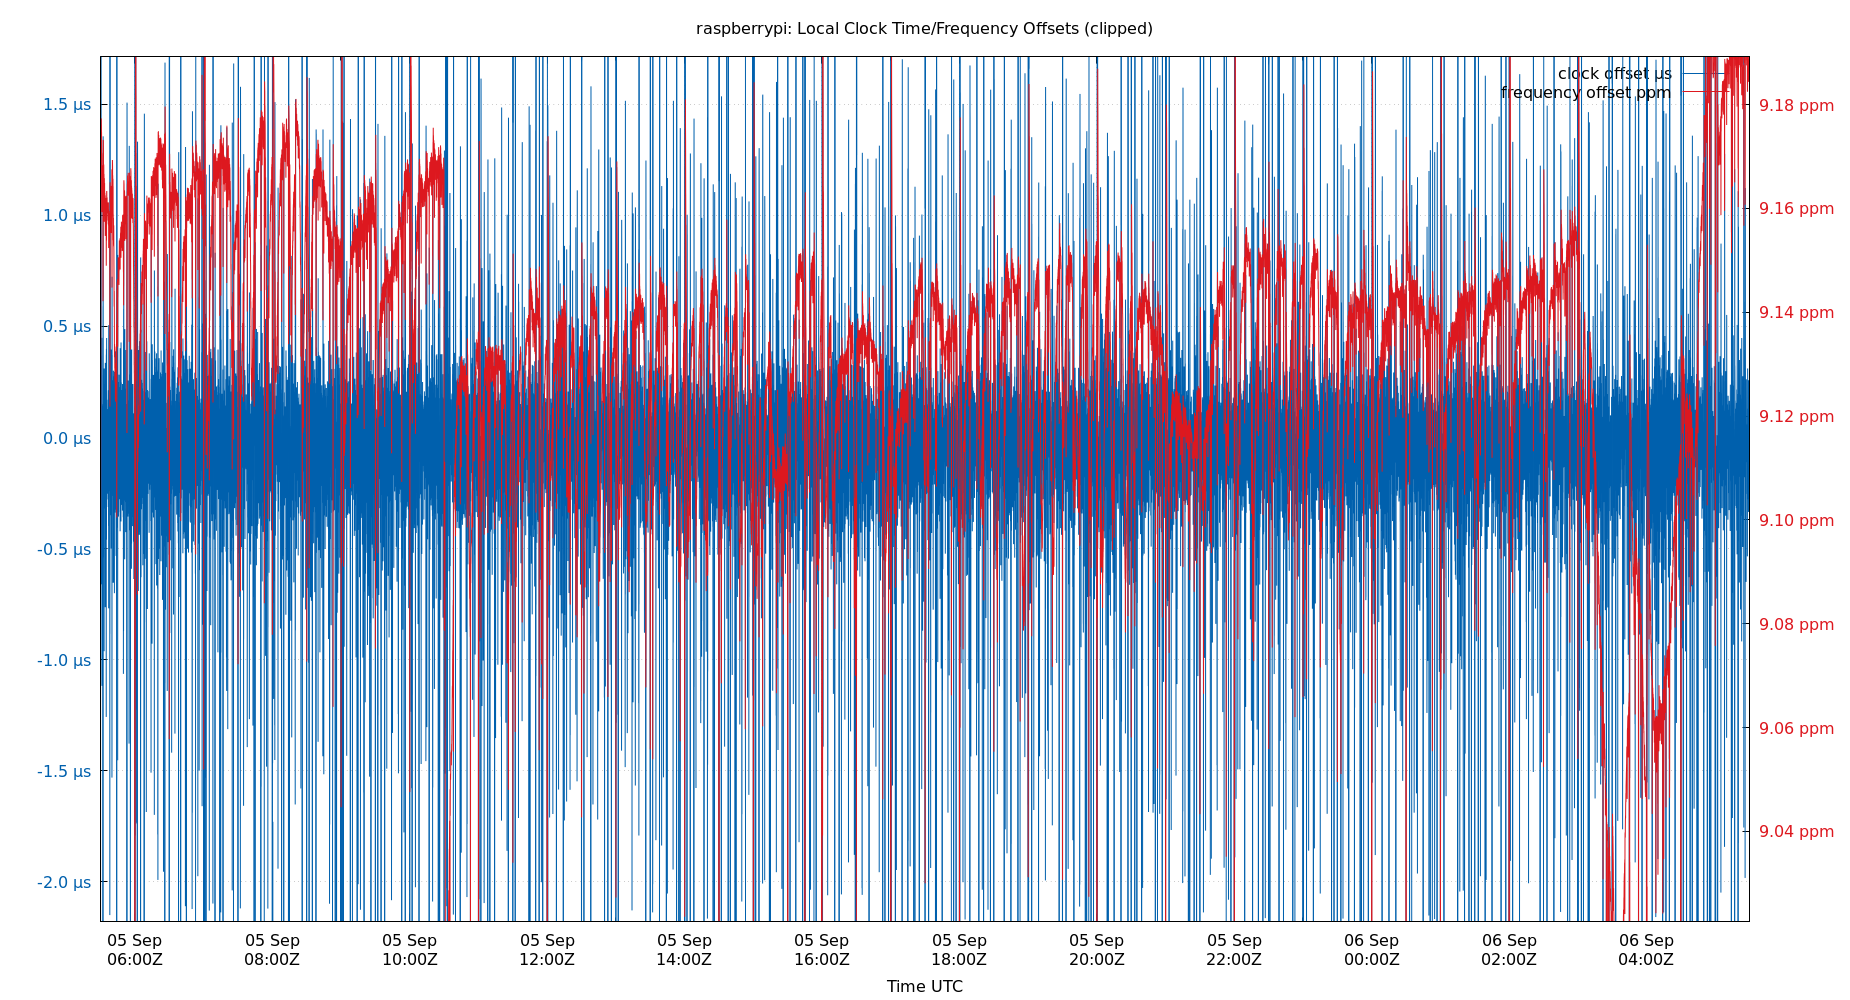 raspberrypi: Local Clock Time/Frequency Offsets (clipped)
clock offset µs
frequency offset ppm
1.5 µs
1.0 µs
0.5 µs
0.0 µs
-0.5 µs
-1.0 µs
-1.5 µs
-2.0 µs
9.18 ppm
9.16 ppm
9.14 ppm
9.12 ppm
9.10 ppm
9.08 ppm
9.06 ppm
9.04 ppm
05 Sep 05 Sep 05 Sep 05 Sep 05 Sep 05 Sep 05 Sep 05 Sep 05 Sep 06 Sep 06 Sep 06 Sep
06:00Z 08:00Z 10:00Z 12:00Z 14:00Z 16:00Z 18:00Z 20:00Z 22:00Z 00:00Z 02:00Z 04:00Z
Time UTC